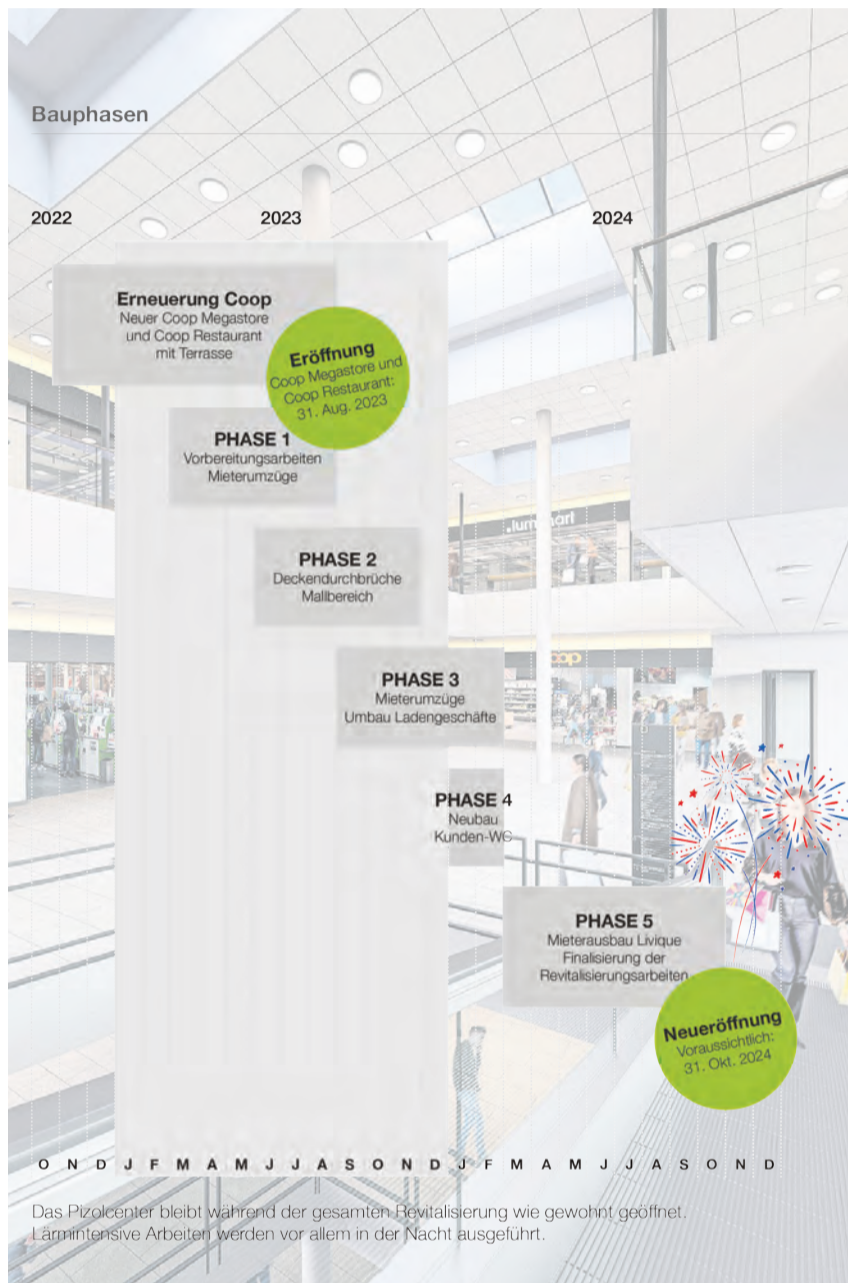 Bauphasen
2022 2023 2024
Erneuerung Coop
Neuer Coop Megastore
und Coop Restaurant
mit Terrasse
Eröffnung
Coop Megastore und
Coop Restaurant:
31. Aug. 2023
PHASE 1
Vorbereitungsarbeiten
Mieterumzüge
.lumimart
PHASE 2
Deckendurchbrüche
Mallbereich
coop
PHASE 3
Mieterumzüge
Umbau Ladengeschäfte
PHASE 4
Neubau
Kunden-WC
PHASE 5
Mieterausbau Livique
Finalisierung der
Revitalisierungsarbeiten
Neueröffnung
Voraussichtlich:
31. Okt. 2024
O N D J F M A M J J A S O N D J F M A M J J A S O N D
Das Pizolcenter bleibt während der gesamten Revitalisierung wie gewohnt geöffnet.
Lärmintensive Arbeiten werden vor allem in der Nacht ausgeführt.